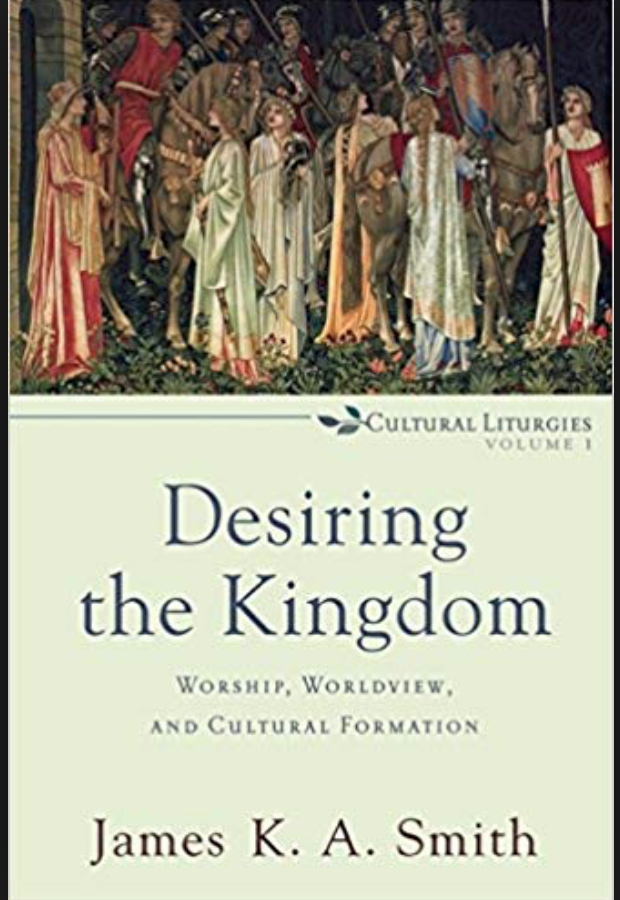 Cultural Liturgies
VOLUME 1
Desiring
the Kingdom
Worship, Worldview,
and Cultural Formation
James K. A. Smith